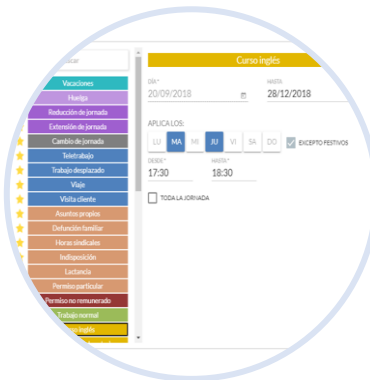 Vacaciones
Huelga
Reducción de jornada
Extensión de jornada
Cambio de jornada
Teletrabajo
Trabajo desplazado
Viaje
Visita cliente
Asuntos propios
Defunción familiar
Horas sindicales
Indisposición
Lactancia
Permiso particular
Permiso no remunerado
Trabajo normal
Curso inglés
Curso inglés
DÍA* HASTA
20/09/2018 28/12/2018
APLICA LOS:
LU MA MI JU VI SA DO EXCEPTO FESTIVOS
DESDE* HASTA*
17:30 18:30
TODA LA JORNADA